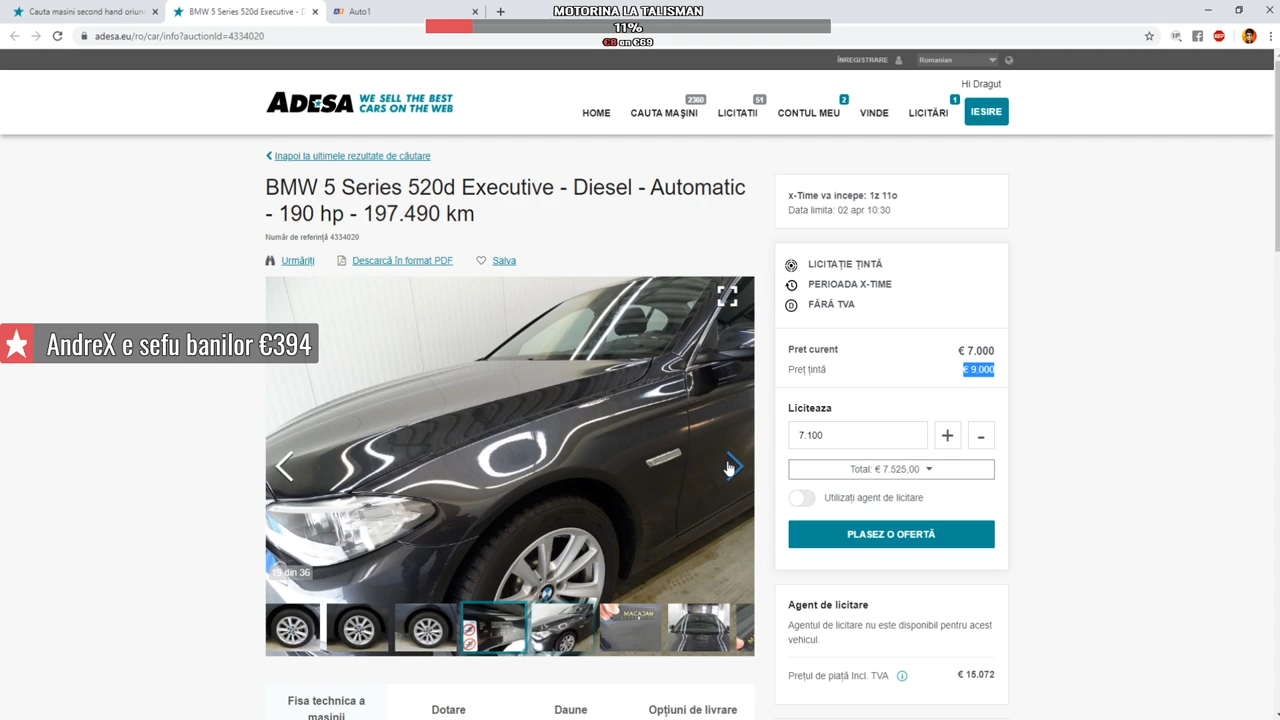 Cauta masini second hand oriun
BMW 5 Series 520d Executive - D
Auto1
MOTORINA LA TALISMAN
11%
€8 an €69
adesa.eu/ro/car/info?auctionId=4334020
ÎNREGISTRARE
Romanian
Hi Dragut
ADESA WE SELL THE BEST
CARS ON THE WEB
HOME
CAUTA MAȘINI 2360
LICITATII 51
CONTUL MEU 2
VINDE
LICITĂRI 1
IESIRE
Inapoi la ultimele rezultate de căutare
BMW 5 Series 520d Executive - Diesel - Automatic
- 190 hp - 197.490 km
Număr de referință 4334020
Urmăriți
Descarcă în format PDF
Salva
x-Time va incepe: 1z 11o
Data limita: 02 apr 10:30
LICITAȚIE ȚINTĂ
PERIOADA X-TIME
FĂRĂ TVA
AndreX e sefu banilor €394
Pret curent € 7.000
Preț țintă € 9.000
Liciteaza
7.100 + -
Total: € 7.525,00
Utilizați agent de licitare
PLASEZ O OFERTĂ
19 din 36
MACAJAM
Agent de licitare
Agentul de licitare nu este disponibil pentru acest
vehicul.
Prețul de piață Incl. TVA € 15.072
Fisa technica a
masinii
Dotare
Daune
Opțiuni de livrare